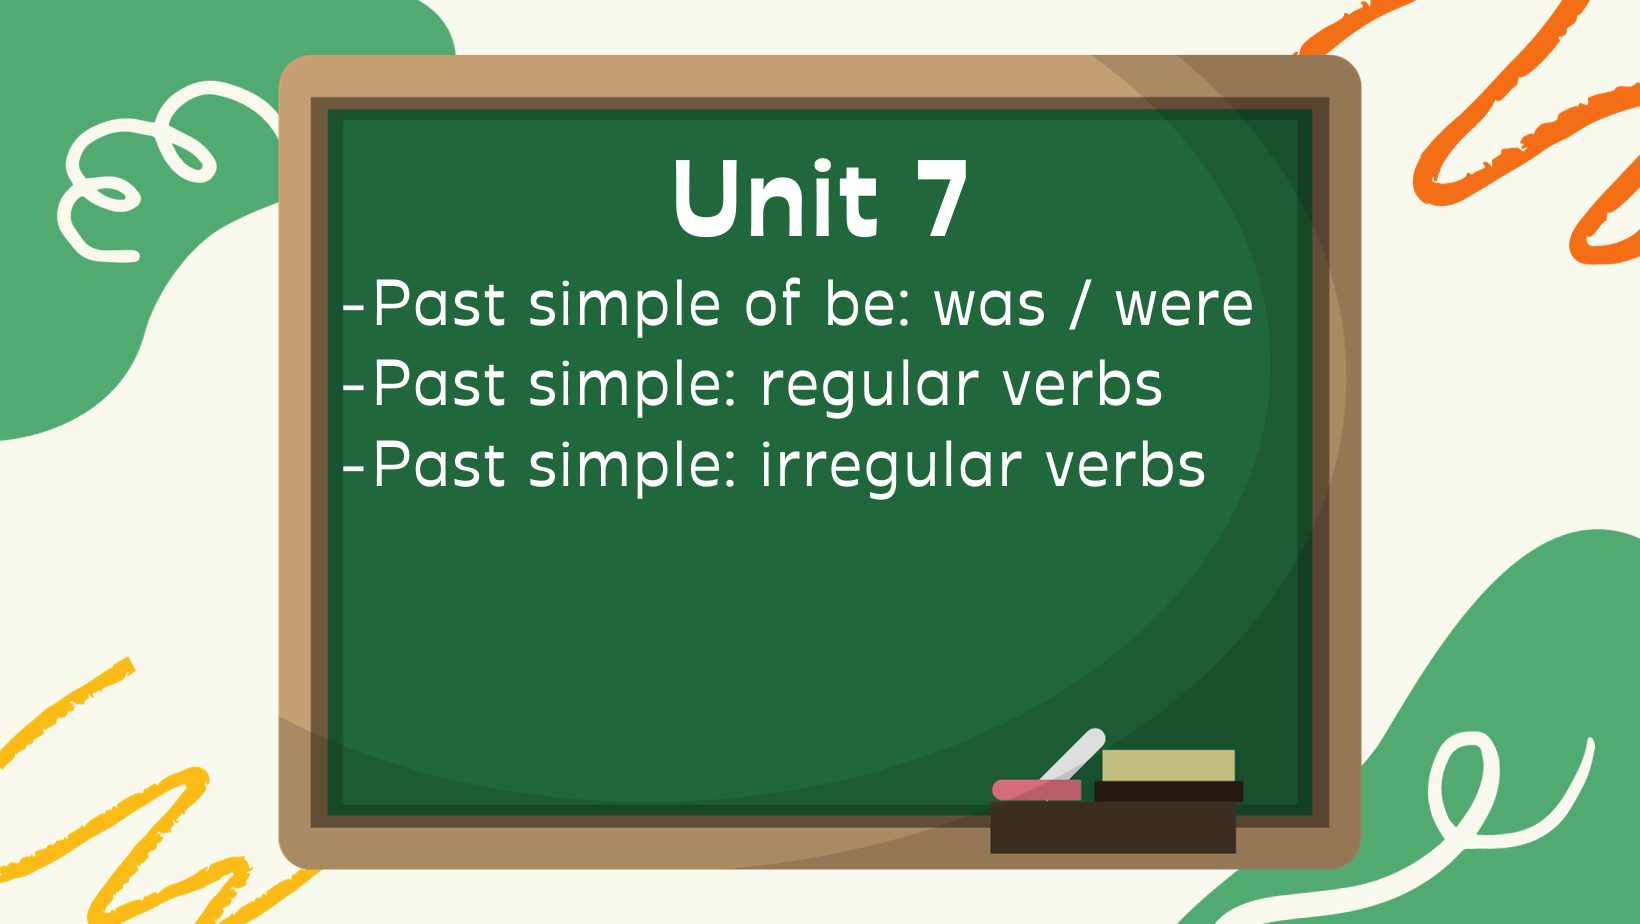 Unit 7
-Past simple of be: was / were
-Past simple: regular verbs
-Past simple: irregular verbs